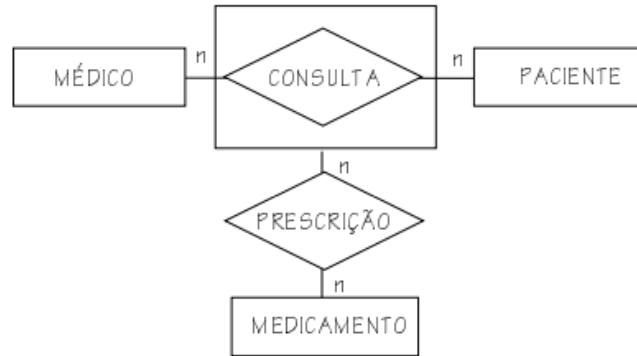 n n
MÉDICO CONSULTA PACIENTE
n
PRESCRIÇÃO
n
MEDICAMENTO